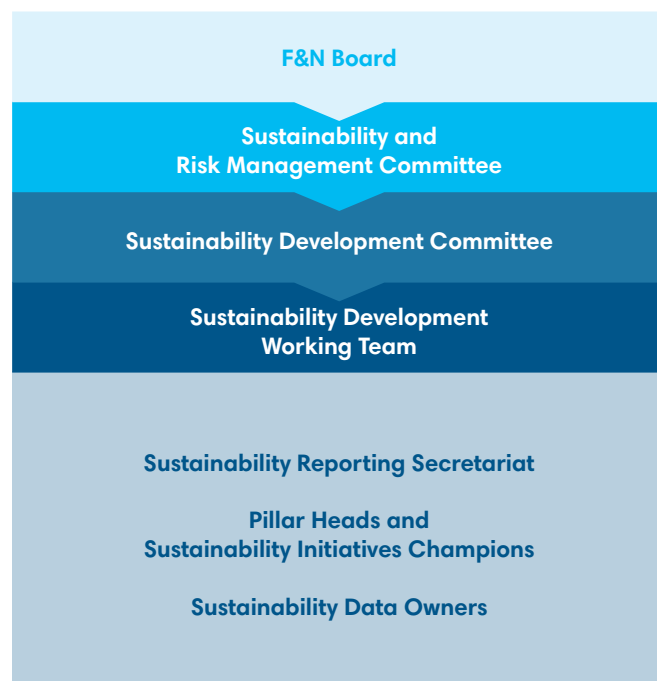 F&N Board
Sustainability and
Risk Management Committee
Sustainability Development Committee
Sustainability Development
Working Team
Sustainability Reporting Secretariat
Pillar Heads and
Sustainability Initiatives Champions
Sustainability Data Owners